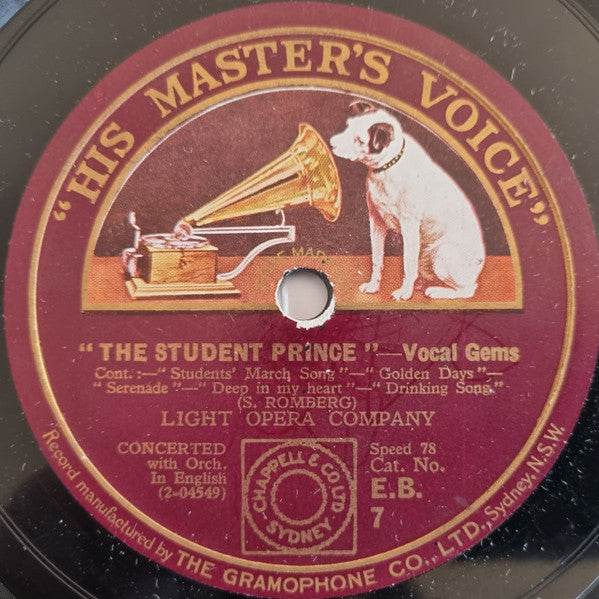 "HIS MASTER'S VOICE"
"THE STUDENT PRINCE"—Vocal Gems
Cont.:—"Students' March Song"—"Golden Days"—
"Serenade"—"Deep in my heart"—"Drinking Song"
(S. ROMBERG)
LIGHT OPERA COMPANY
CONCERTED
with Orch.
In English
(2-04549)
CHAPPELL & CO LTD
SYDNEY
Speed 78
Cat. No.
E.B.
7
Record manufactured by THE GRAMOPHONE CO., LTD., Sydney, N.S.W.